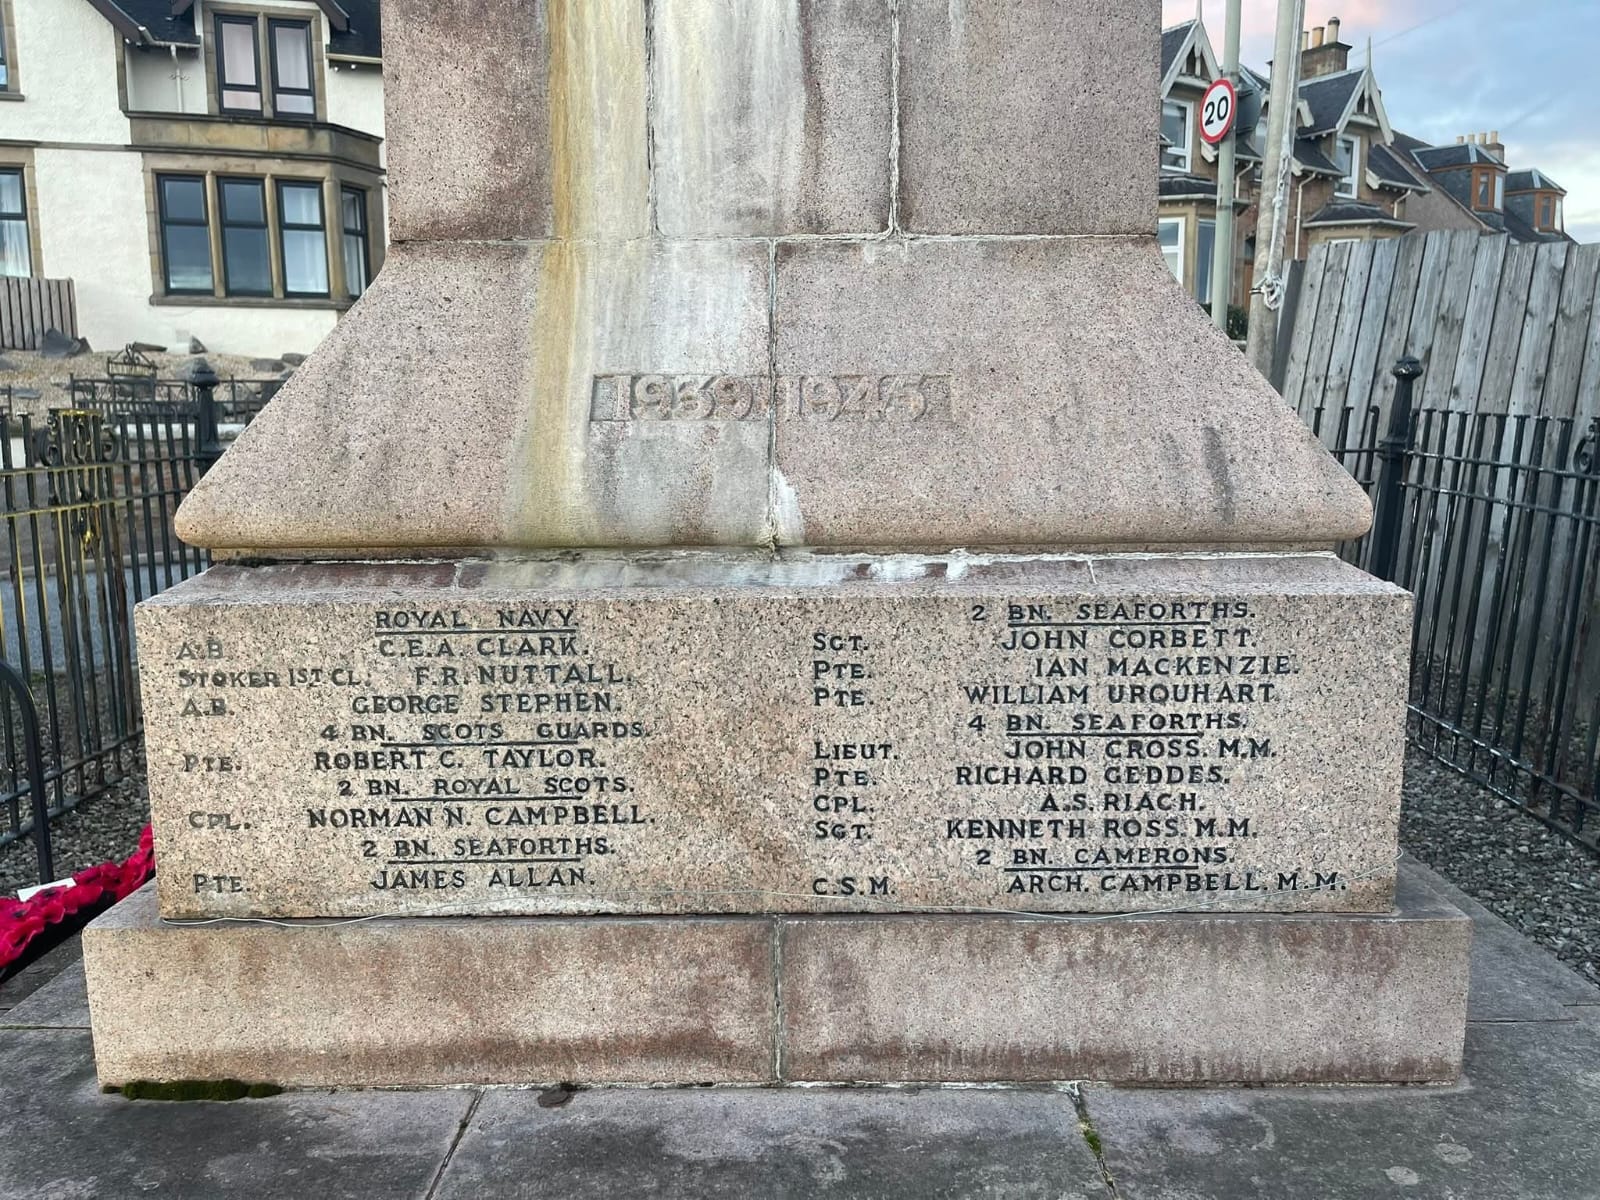 20
1939-1945
ROYAL NAVY.
A.B. C.E.A. CLARK.
STOKER 1ST CL. F.R. NUTTALL.
A.B. GEORGE STEPHEN.
4 BN. SCOTS GUARDS.
PTE. ROBERT C. TAYLOR.
2 BN. ROYAL SCOTS.
CPL. NORMAN N. CAMPBELL.
2 BN. SEAFORTHS.
PTE. JAMES ALLAN.
2 BN. SEAFORTHS.
SGT. JOHN CORBETT.
PTE. IAN MACKENZIE.
PTE. WILLIAM URQUHART.
4 BN. SEAFORTHS.
LIEUT. JOHN CROSS. M.M.
PTE. RICHARD GEDDES.
CPL. A.S. RIACH.
SGT. KENNETH ROSS. M.M.
2 BN. CAMERONS.
C.S.M. ARCH. CAMPBELL. M.M.